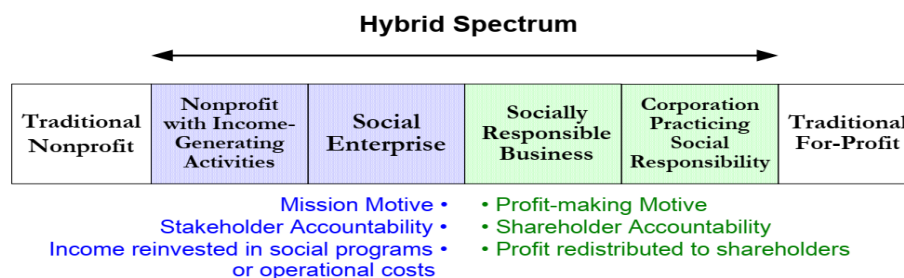 Hybrid Spectrum
Traditional
Nonprofit
Nonprofit
with Income-
Generating
Activities
Social
Enterprise
Socially
Responsible
Business
Corporation
Practicing
Social
Responsibility
Traditional
For-Profit
Mission Motive •
Stakeholder Accountability •
Income reinvested in social programs •
or operational costs
• Profit-making Motive
• Shareholder Accountability
• Profit redistributed to shareholders